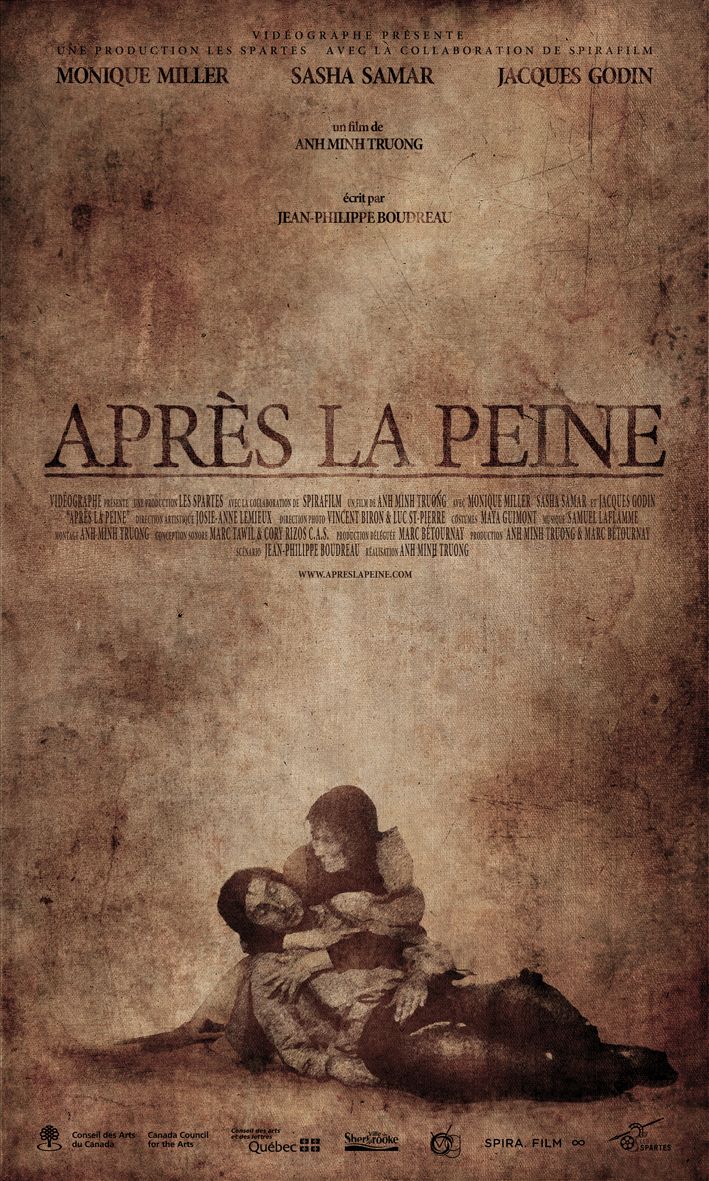 VIDÉOGRAPHE PRÉSENTE
UNE PRODUCTION LES SPARTES AVEC LA COLLABORATION DE SPIRAFILM
MONIQUE MILLER SASHA SAMAR JACQUES GODIN
un film de
ANH MINH TRUONG
écrit par
JEAN-PHILIPPE BOUDREAU
APRÈS LA PEINE
VIDÉOGRAPHE PRÉSENTE UNE PRODUCTION LES SPARTES AVEC LA COLLABORATION DE SPIRAFILM UN FILM DE ANH MINH TRUONG AVEC MONIQUE MILLER SASHA SAMAR ET JACQUES GODIN
"APRÈS LA PEINE" DIRECTION ARTISTIQUE JOSIE-ANNE LEMIEUX DIRECTION PHOTO VINCENT BIRON & LUC ST-PIERRE COSTUMES MAYA GUIMONT MUSIQUE SAMUEL LAFLAMME
MONTAGE ANH MINH TRUONG CONCEPTION SONORE MARC TAWIL & CORY RIZOS C.A.S. PRODUCTION DÉLÉGUÉE MARC BÉTOURNAY PRODUCTION ANH MINH TRUONG & MARC BÉTOURNAY
SCÉNARIO JEAN-PHILIPPE BOUDREAU RÉALISATION ANH MINH TRUONG
WWW.APRESLAPEINE.COM
Conseil des Arts du Canada
Canada Council for the Arts
Conseil des arts et des lettres Québec
Ville de Sherbrooke
SPIRA. FILM
LES SPARTES